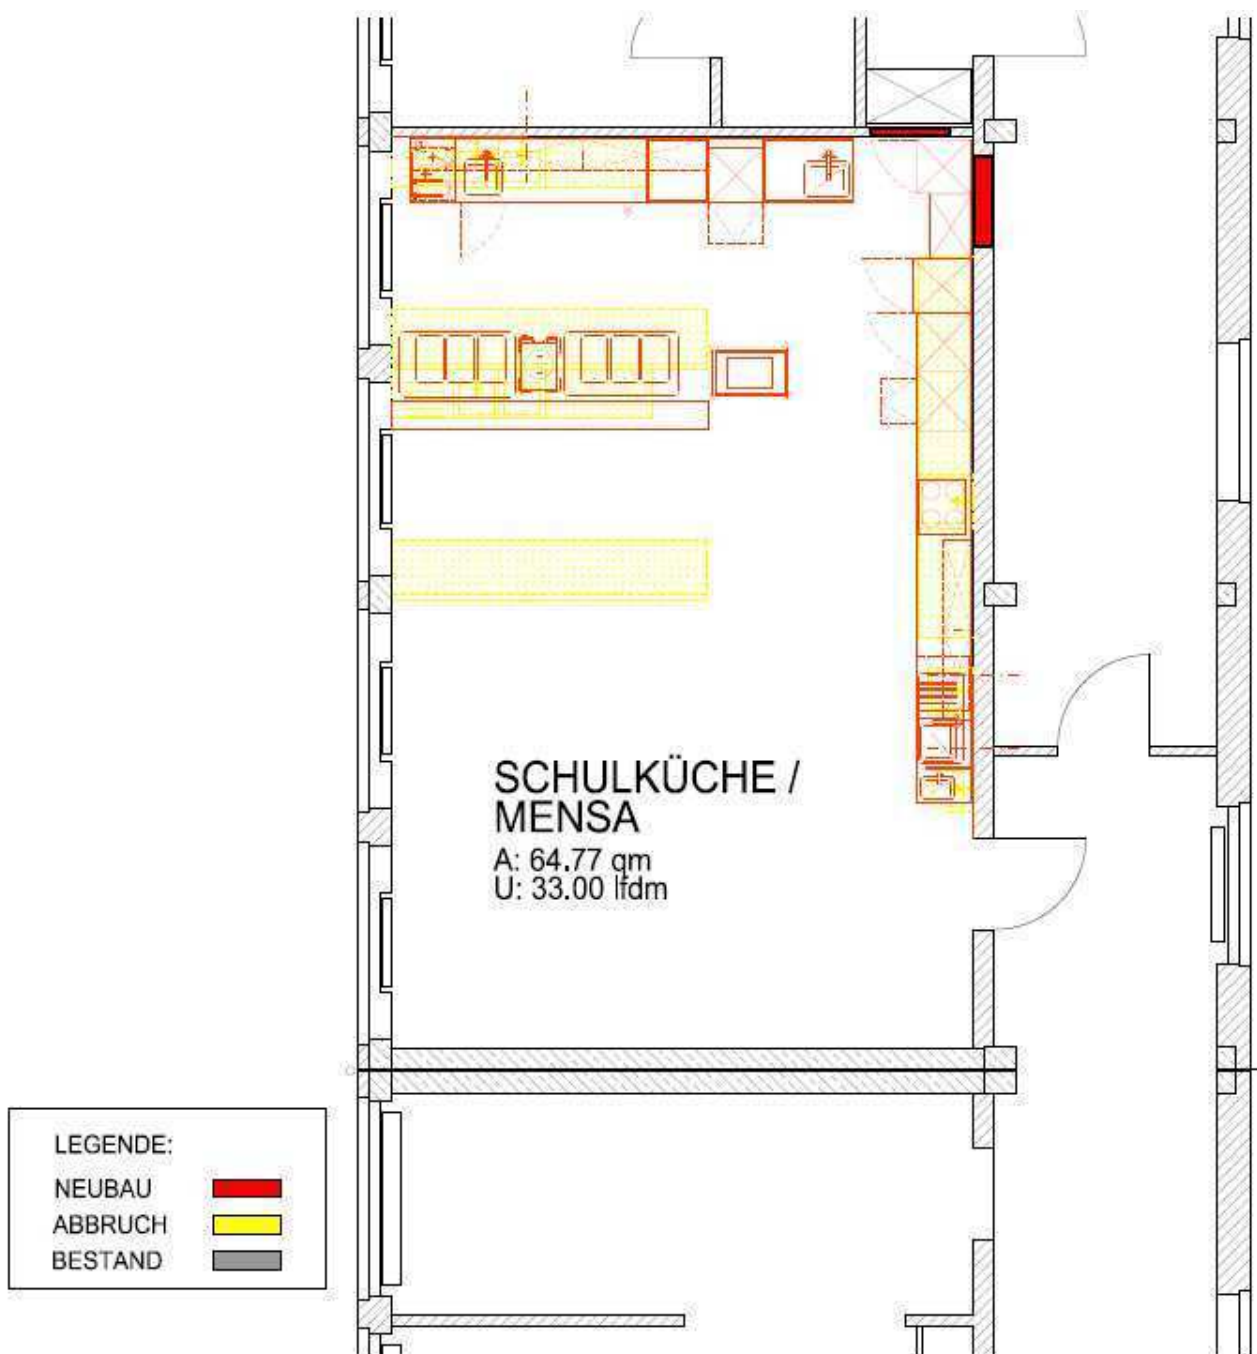 SCHULKÜCHE /
MENSA
A: 64.77 qm
U: 33.00 lfdm
LEGENDE:
NEUBAU
ABBRUCH
BESTAND